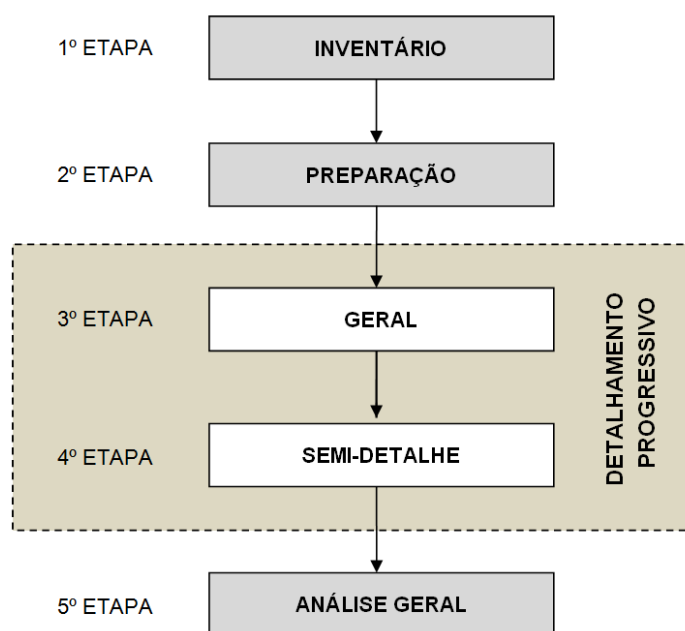 1º ETAPA
INVENTÁRIO
2º ETAPA
PREPARAÇÃO
3º ETAPA
GERAL
4º ETAPA
SEMI-DETALHE
DETALHAMENTO
PROGRESSIVO
5º ETAPA
ANÁLISE GERAL